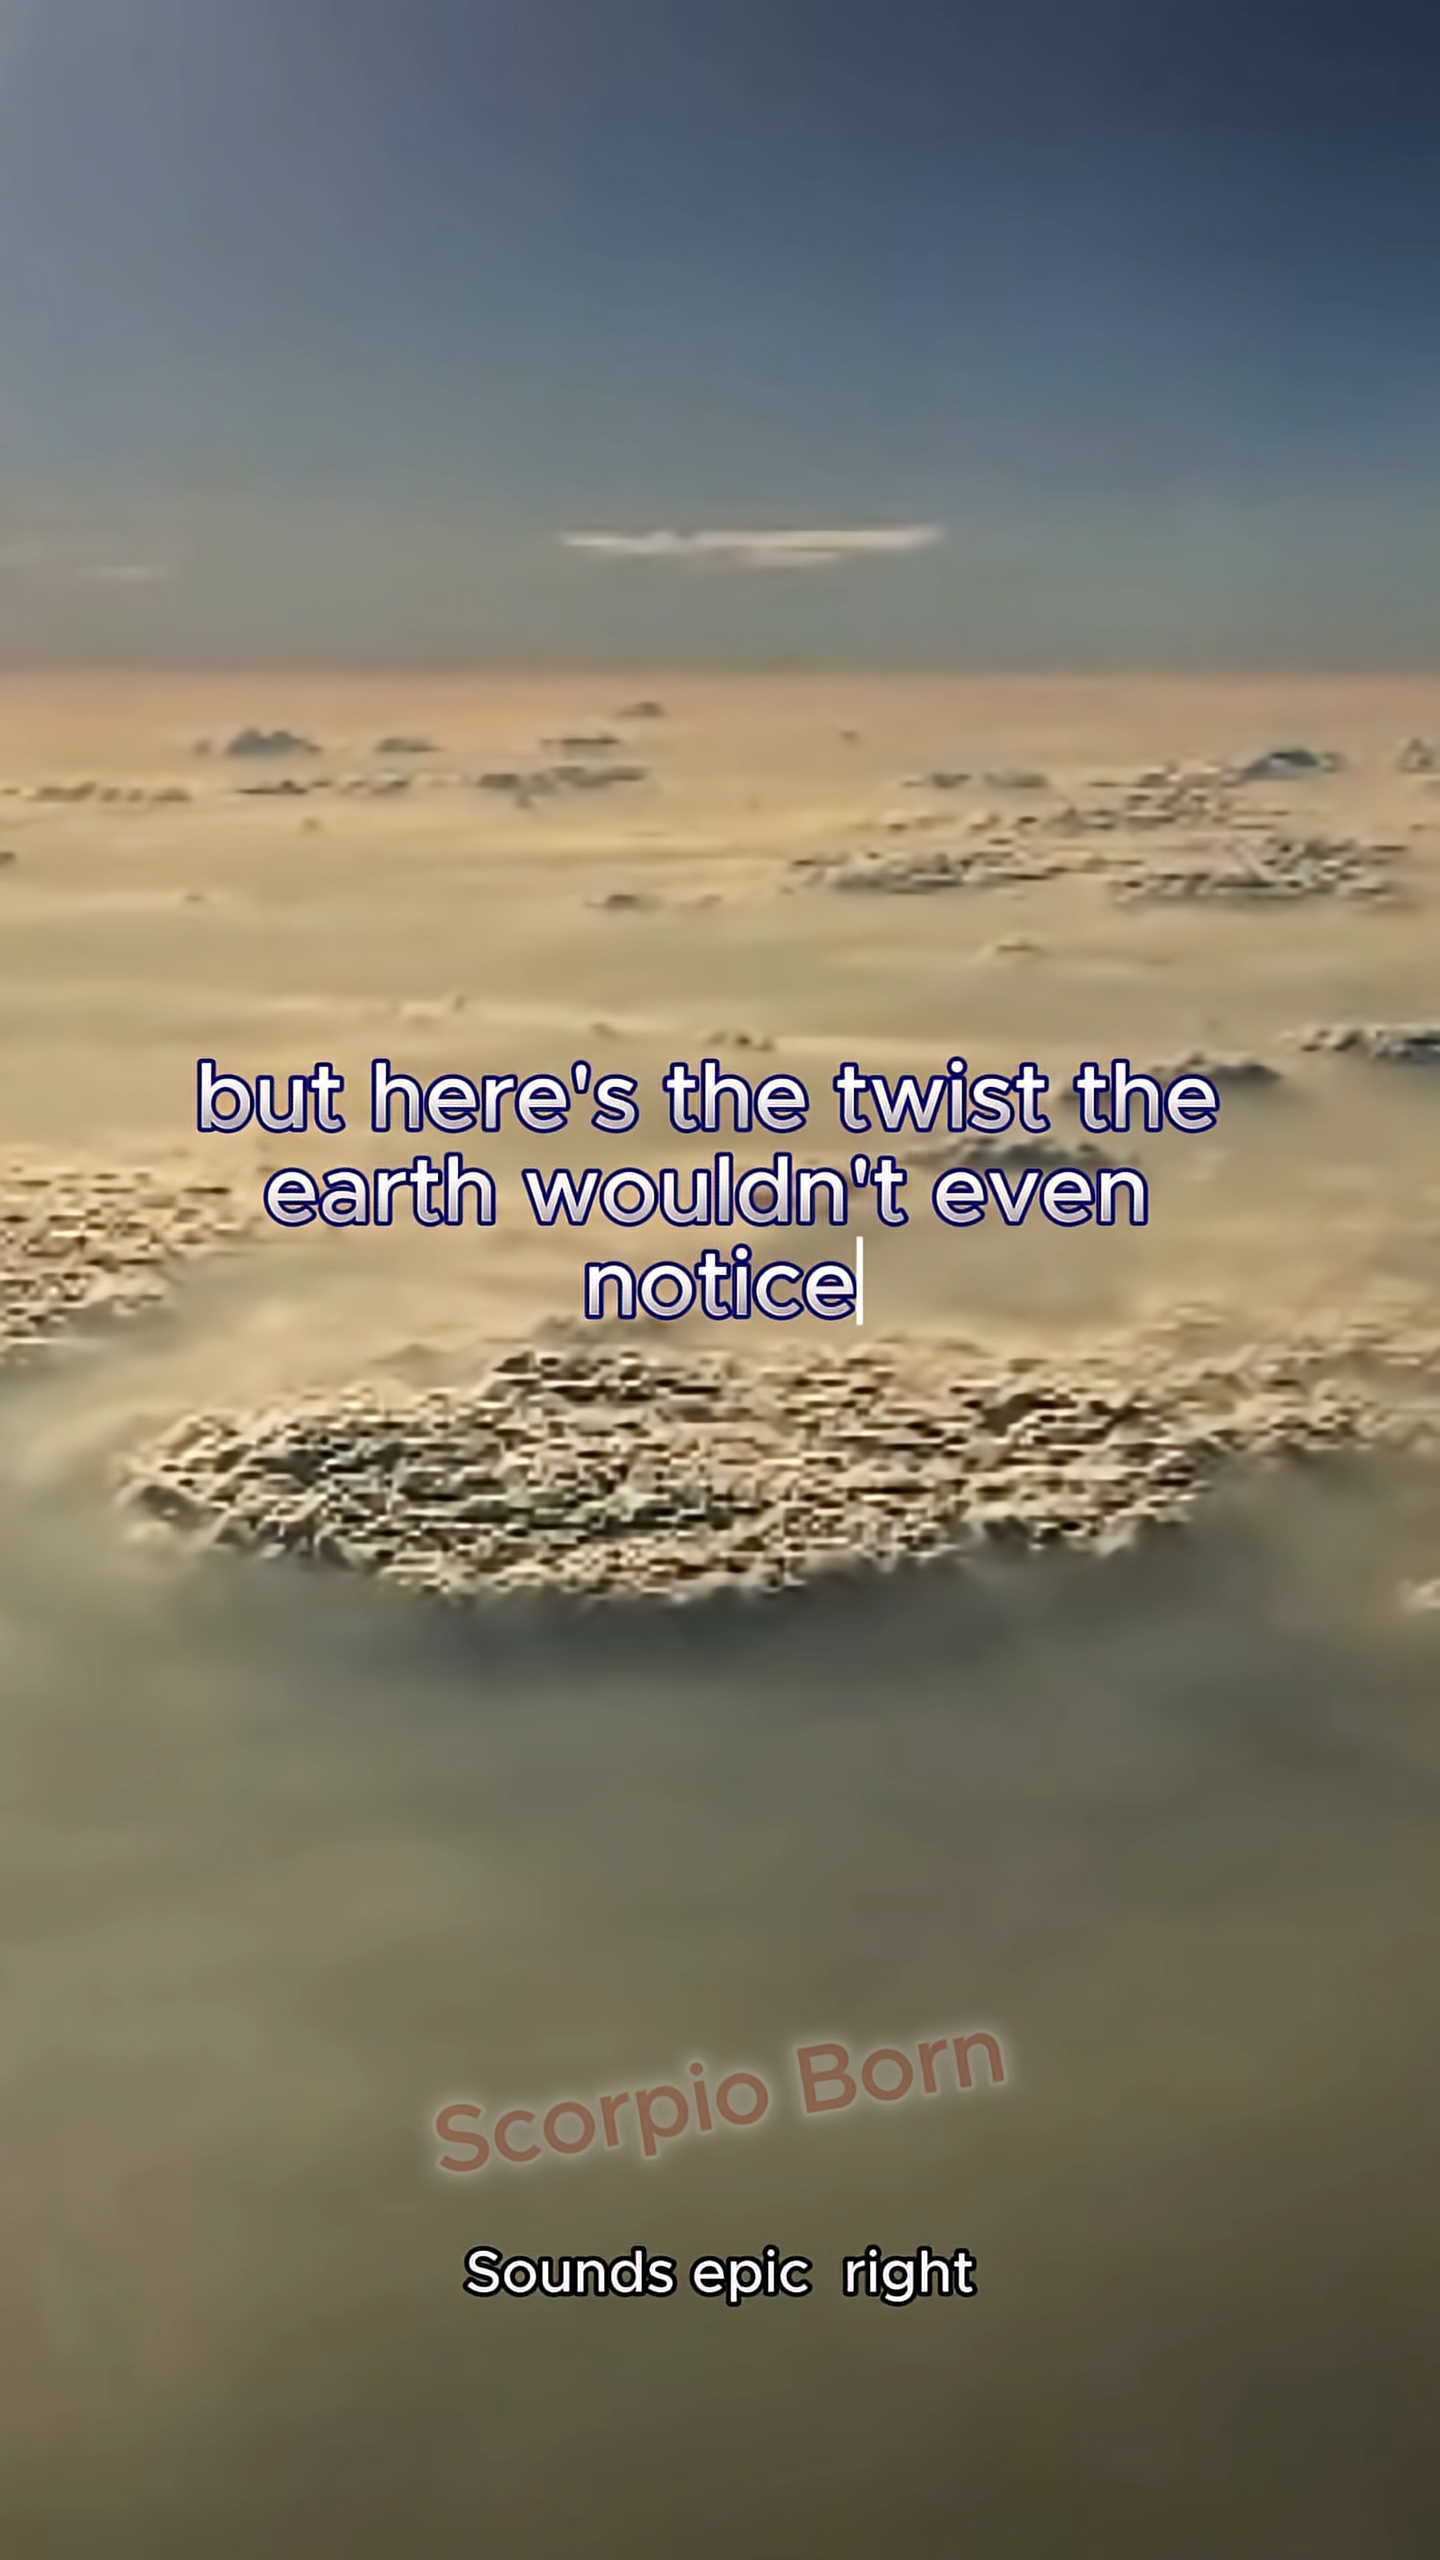 but here's the twist the
earth wouldn't even
notice
Scorpio Born
Sounds epic right